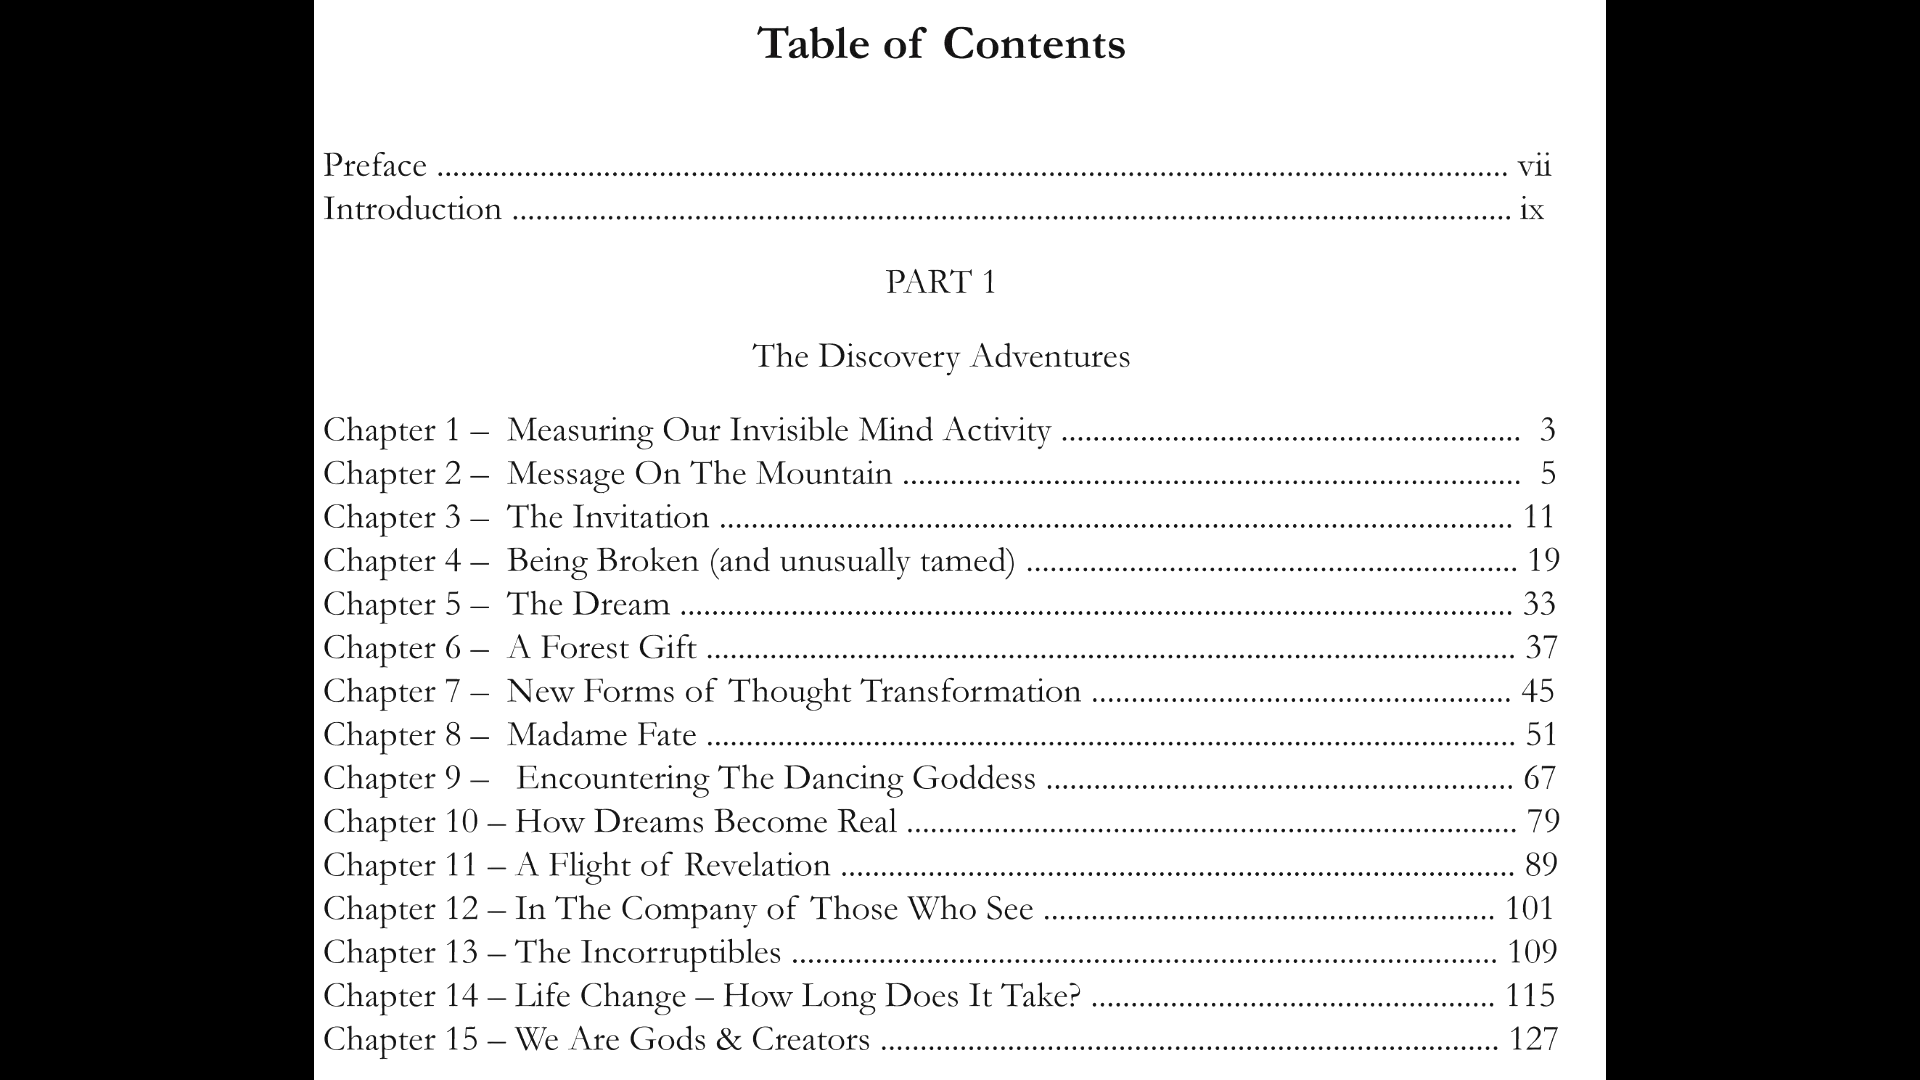 Table of Contents
Preface ........................................................................................................................................ vii
Introduction ............................................................................................................................... ix
PART 1
The Discovery Adventures
Chapter 1 – Measuring Our Invisible Mind Activity .......................................................... 3
Chapter 2 – Message On The Mountain .............................................................................. 5
Chapter 3 – The Invitation .................................................................................................... 11
Chapter 4 – Being Broken (and unusually tamed) .............................................................. 19
Chapter 5 – The Dream ......................................................................................................... 33
Chapter 6 – A Forest Gift ...................................................................................................... 37
Chapter 7 – New Forms of Thought Transformation ..................................................... 45
Chapter 8 – Madame Fate ...................................................................................................... 51
Chapter 9 – Encountering The Dancing Goddess ........................................................... 67
Chapter 10 – How Dreams Become Real ............................................................................. 79
Chapter 11 – A Flight of Revelation ..................................................................................... 89
Chapter 12 – In The Company of Those Who See ......................................................... 101
Chapter 13 – The Incorruptibles ......................................................................................... 109
Chapter 14 – Life Change – How Long Does It Take? ................................................... 115
Chapter 15 – We Are Gods & Creators .............................................................................. 127